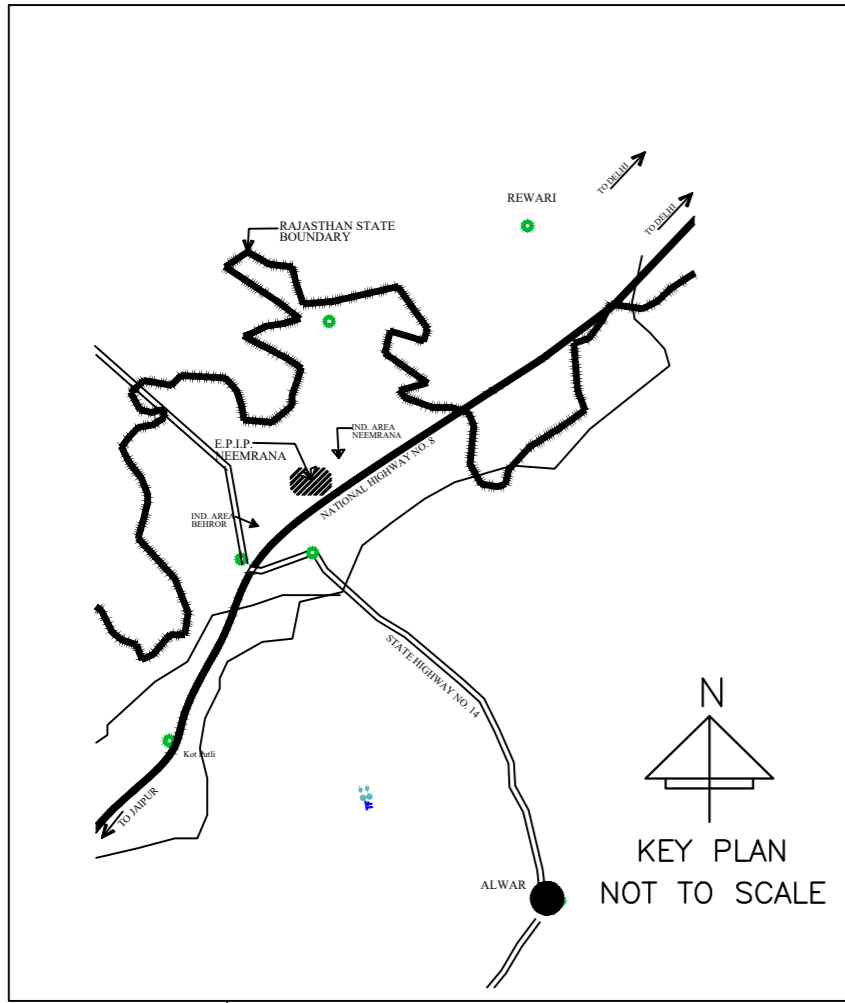 TO DELHI
REWARI
TO DELHI
RAJASTHAN STATE
BOUNDARY
IND. AREA
NEEMRANA
E.P.I.P.
NEEMRANA
NATIONAL HIGHWAY NO. 8
IND. AREA
BEHROR
STATE HIGHWAY NO. 14
N
Kot Putli
TO JAIPUR
KEY PLAN
NOT TO SCALE
ALWAR